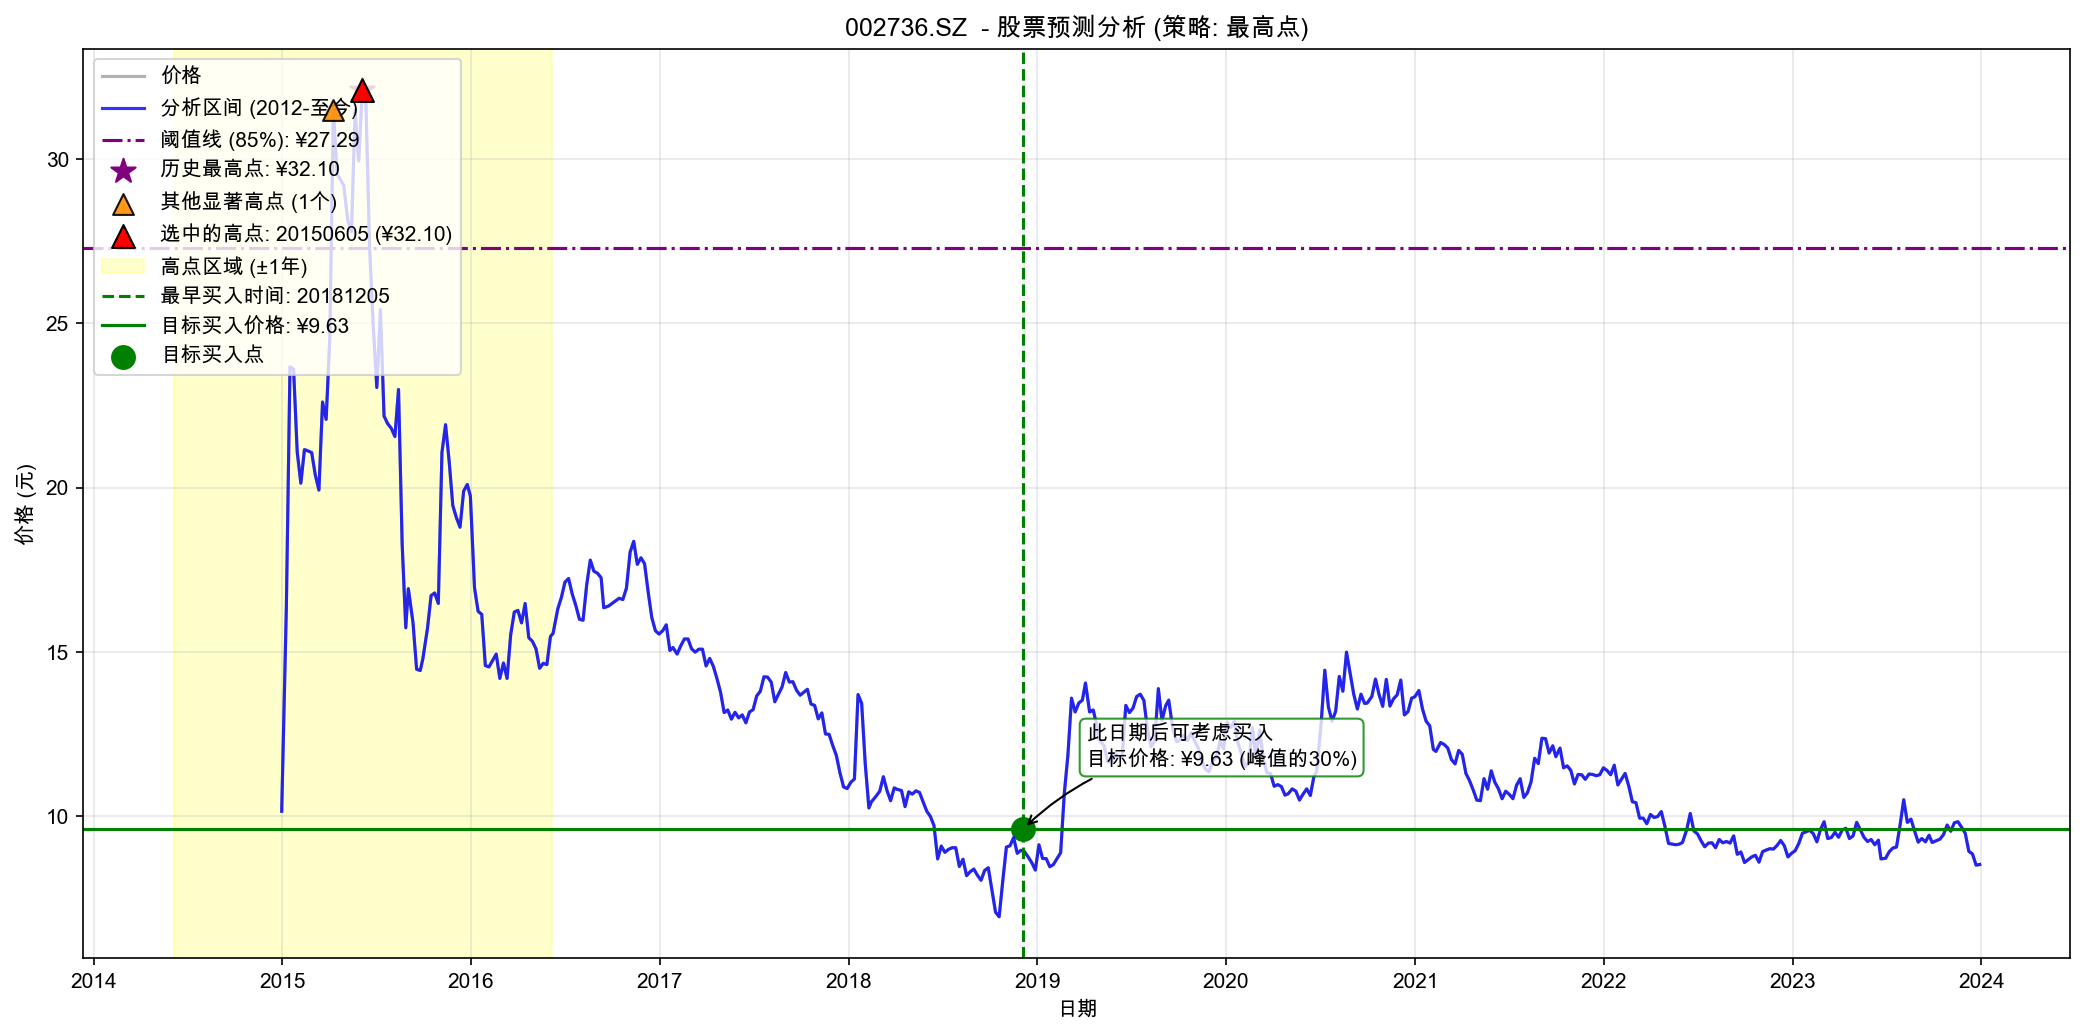 002736.SZ - 股票预测分析 (策略: 最高点)
价格
分析区间 (2012-至今)
阈值线 (85%): ¥27.29
历史最高点: ¥32.10
其他显著高点 (1个)
选中的高点: 20150605 (¥32.10)
高点区域 (±1年)
最早买入时间: 20181205
目标买入价格: ¥9.63
目标买入点
30
25
20
15
10
价格 (元)
此日期后可考虑买入
目标价格: ¥9.63 (峰值的30%)
2014 2015 2016 2017 2018 2019 2020 2021 2022 2023 2024
日期